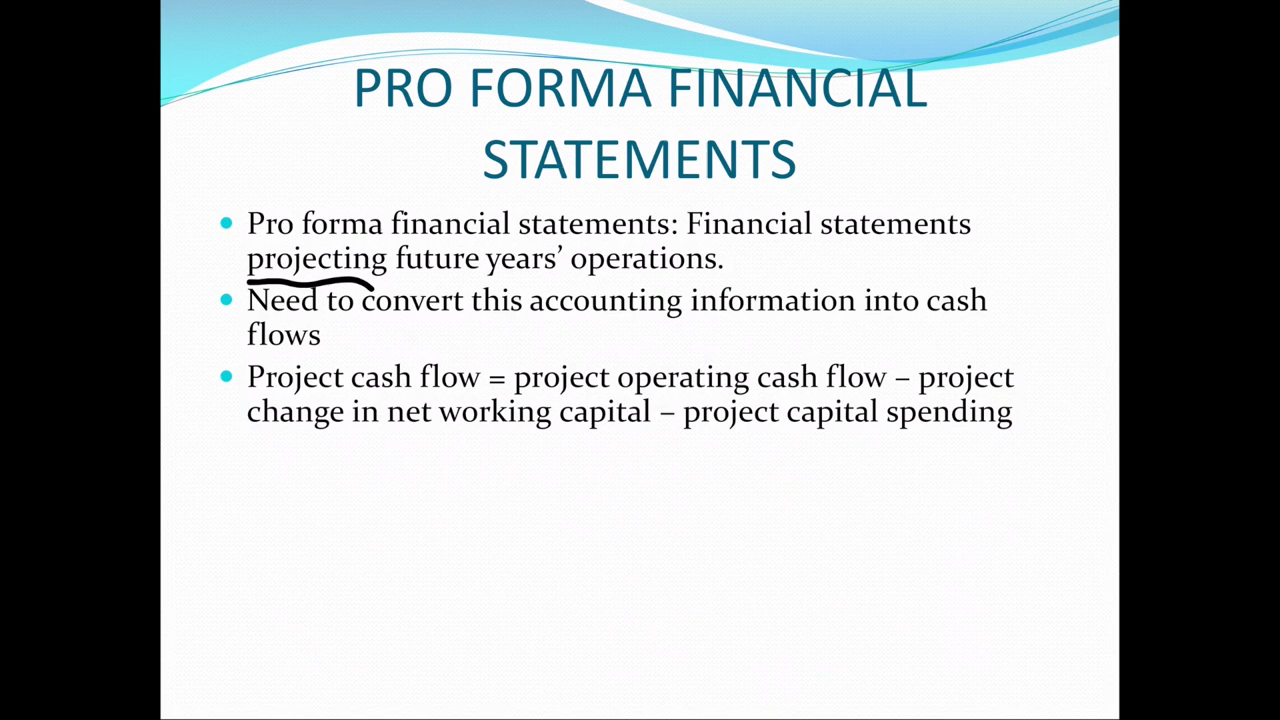 PRO FORMA FINANCIAL
STATEMENTS
Pro forma financial statements: Financial statements
projecting future years’ operations.
Need to convert this accounting information into cash
flows
Project cash flow = project operating cash flow – project
change in net working capital – project capital spending